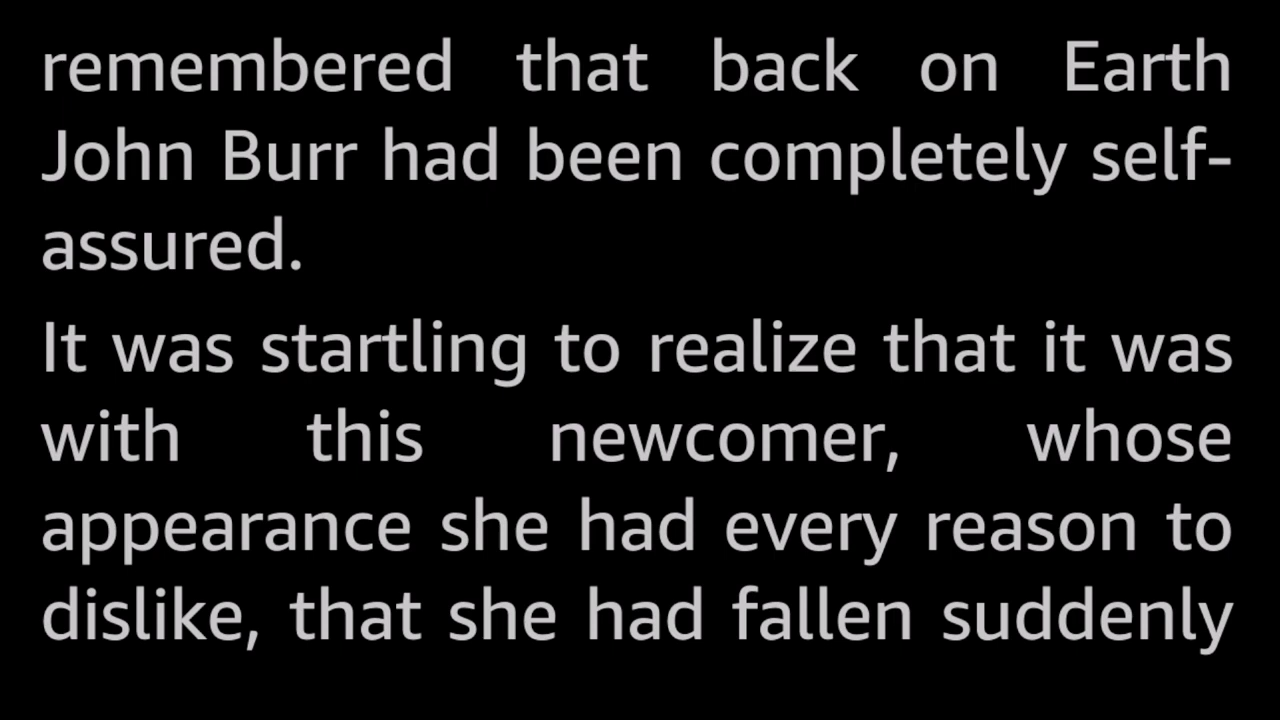 remembered that back on Earth
John Burr had been completely self-
assured.
It was startling to realize that it was
with this newcomer, whose
appearance she had every reason to
dislike, that she had fallen suddenly